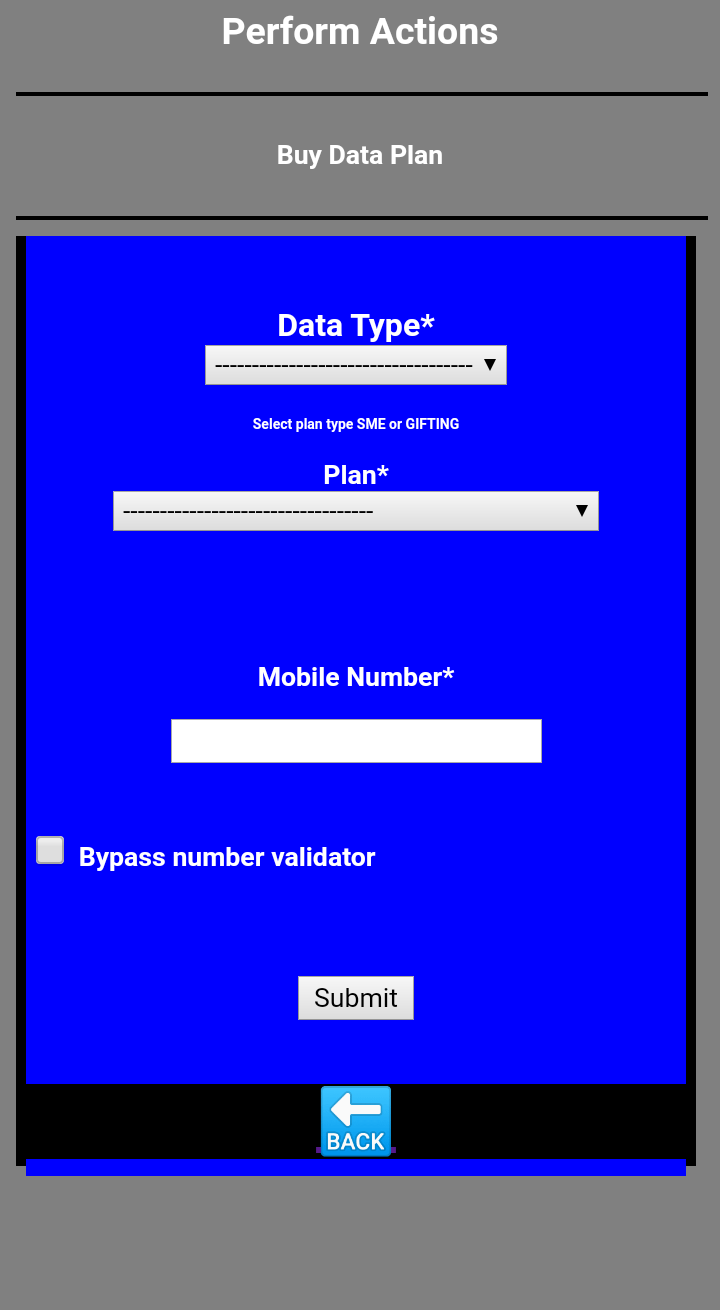 Perform Actions
Buy Data Plan
Data Type*
-----------------------------------
Select plan type SME or GIFTING
Plan*
----------------------------------
Mobile Number*
Bypass number validator
Submit
BACK